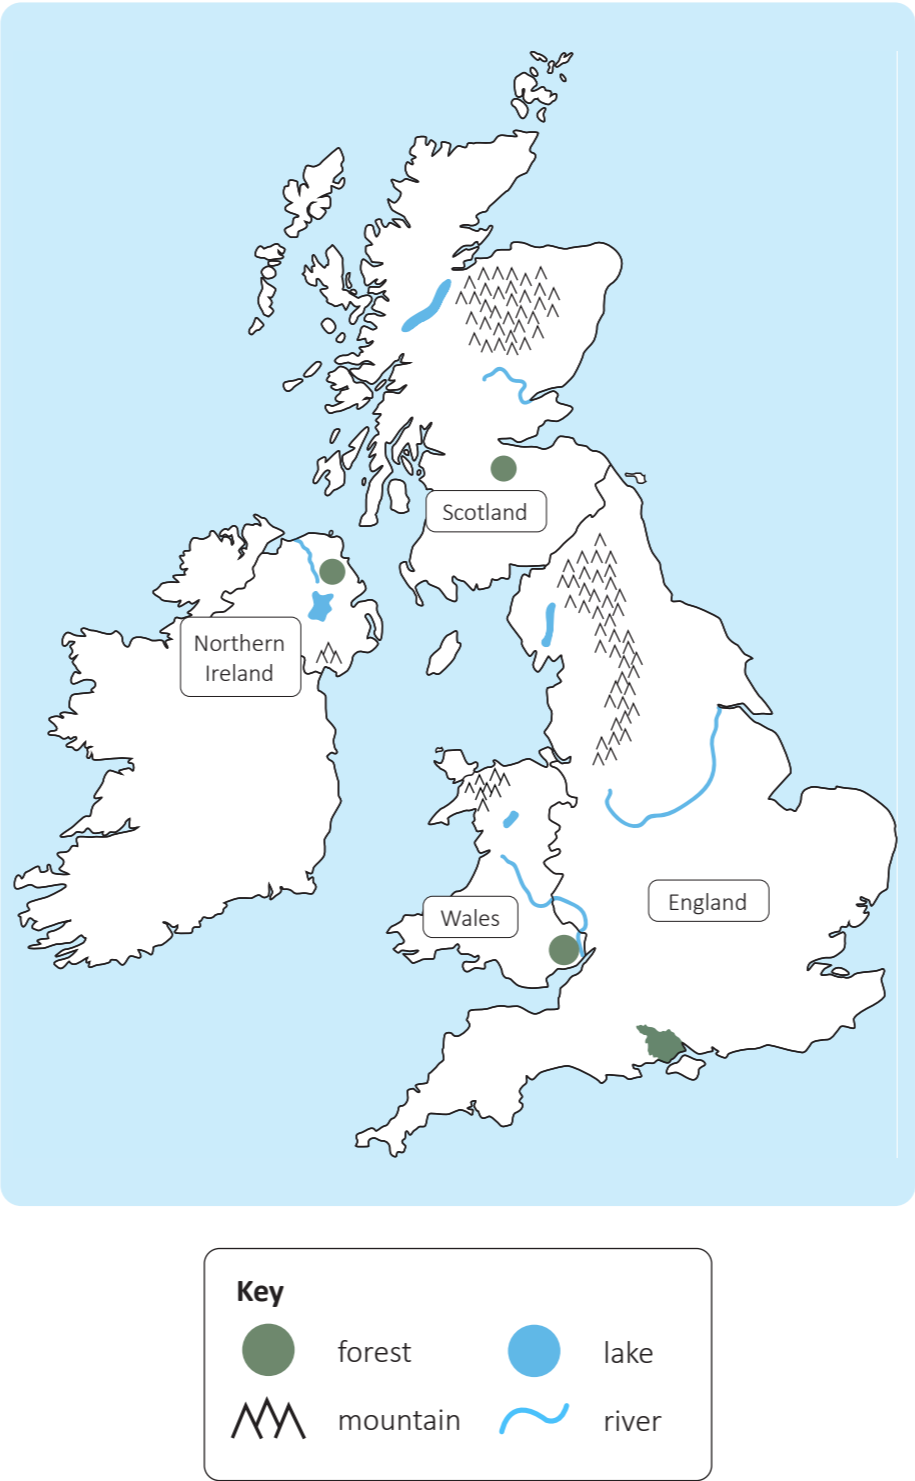 Scotland
Northern
Ireland
Wales
England
Key
forest
lake
mountain
river